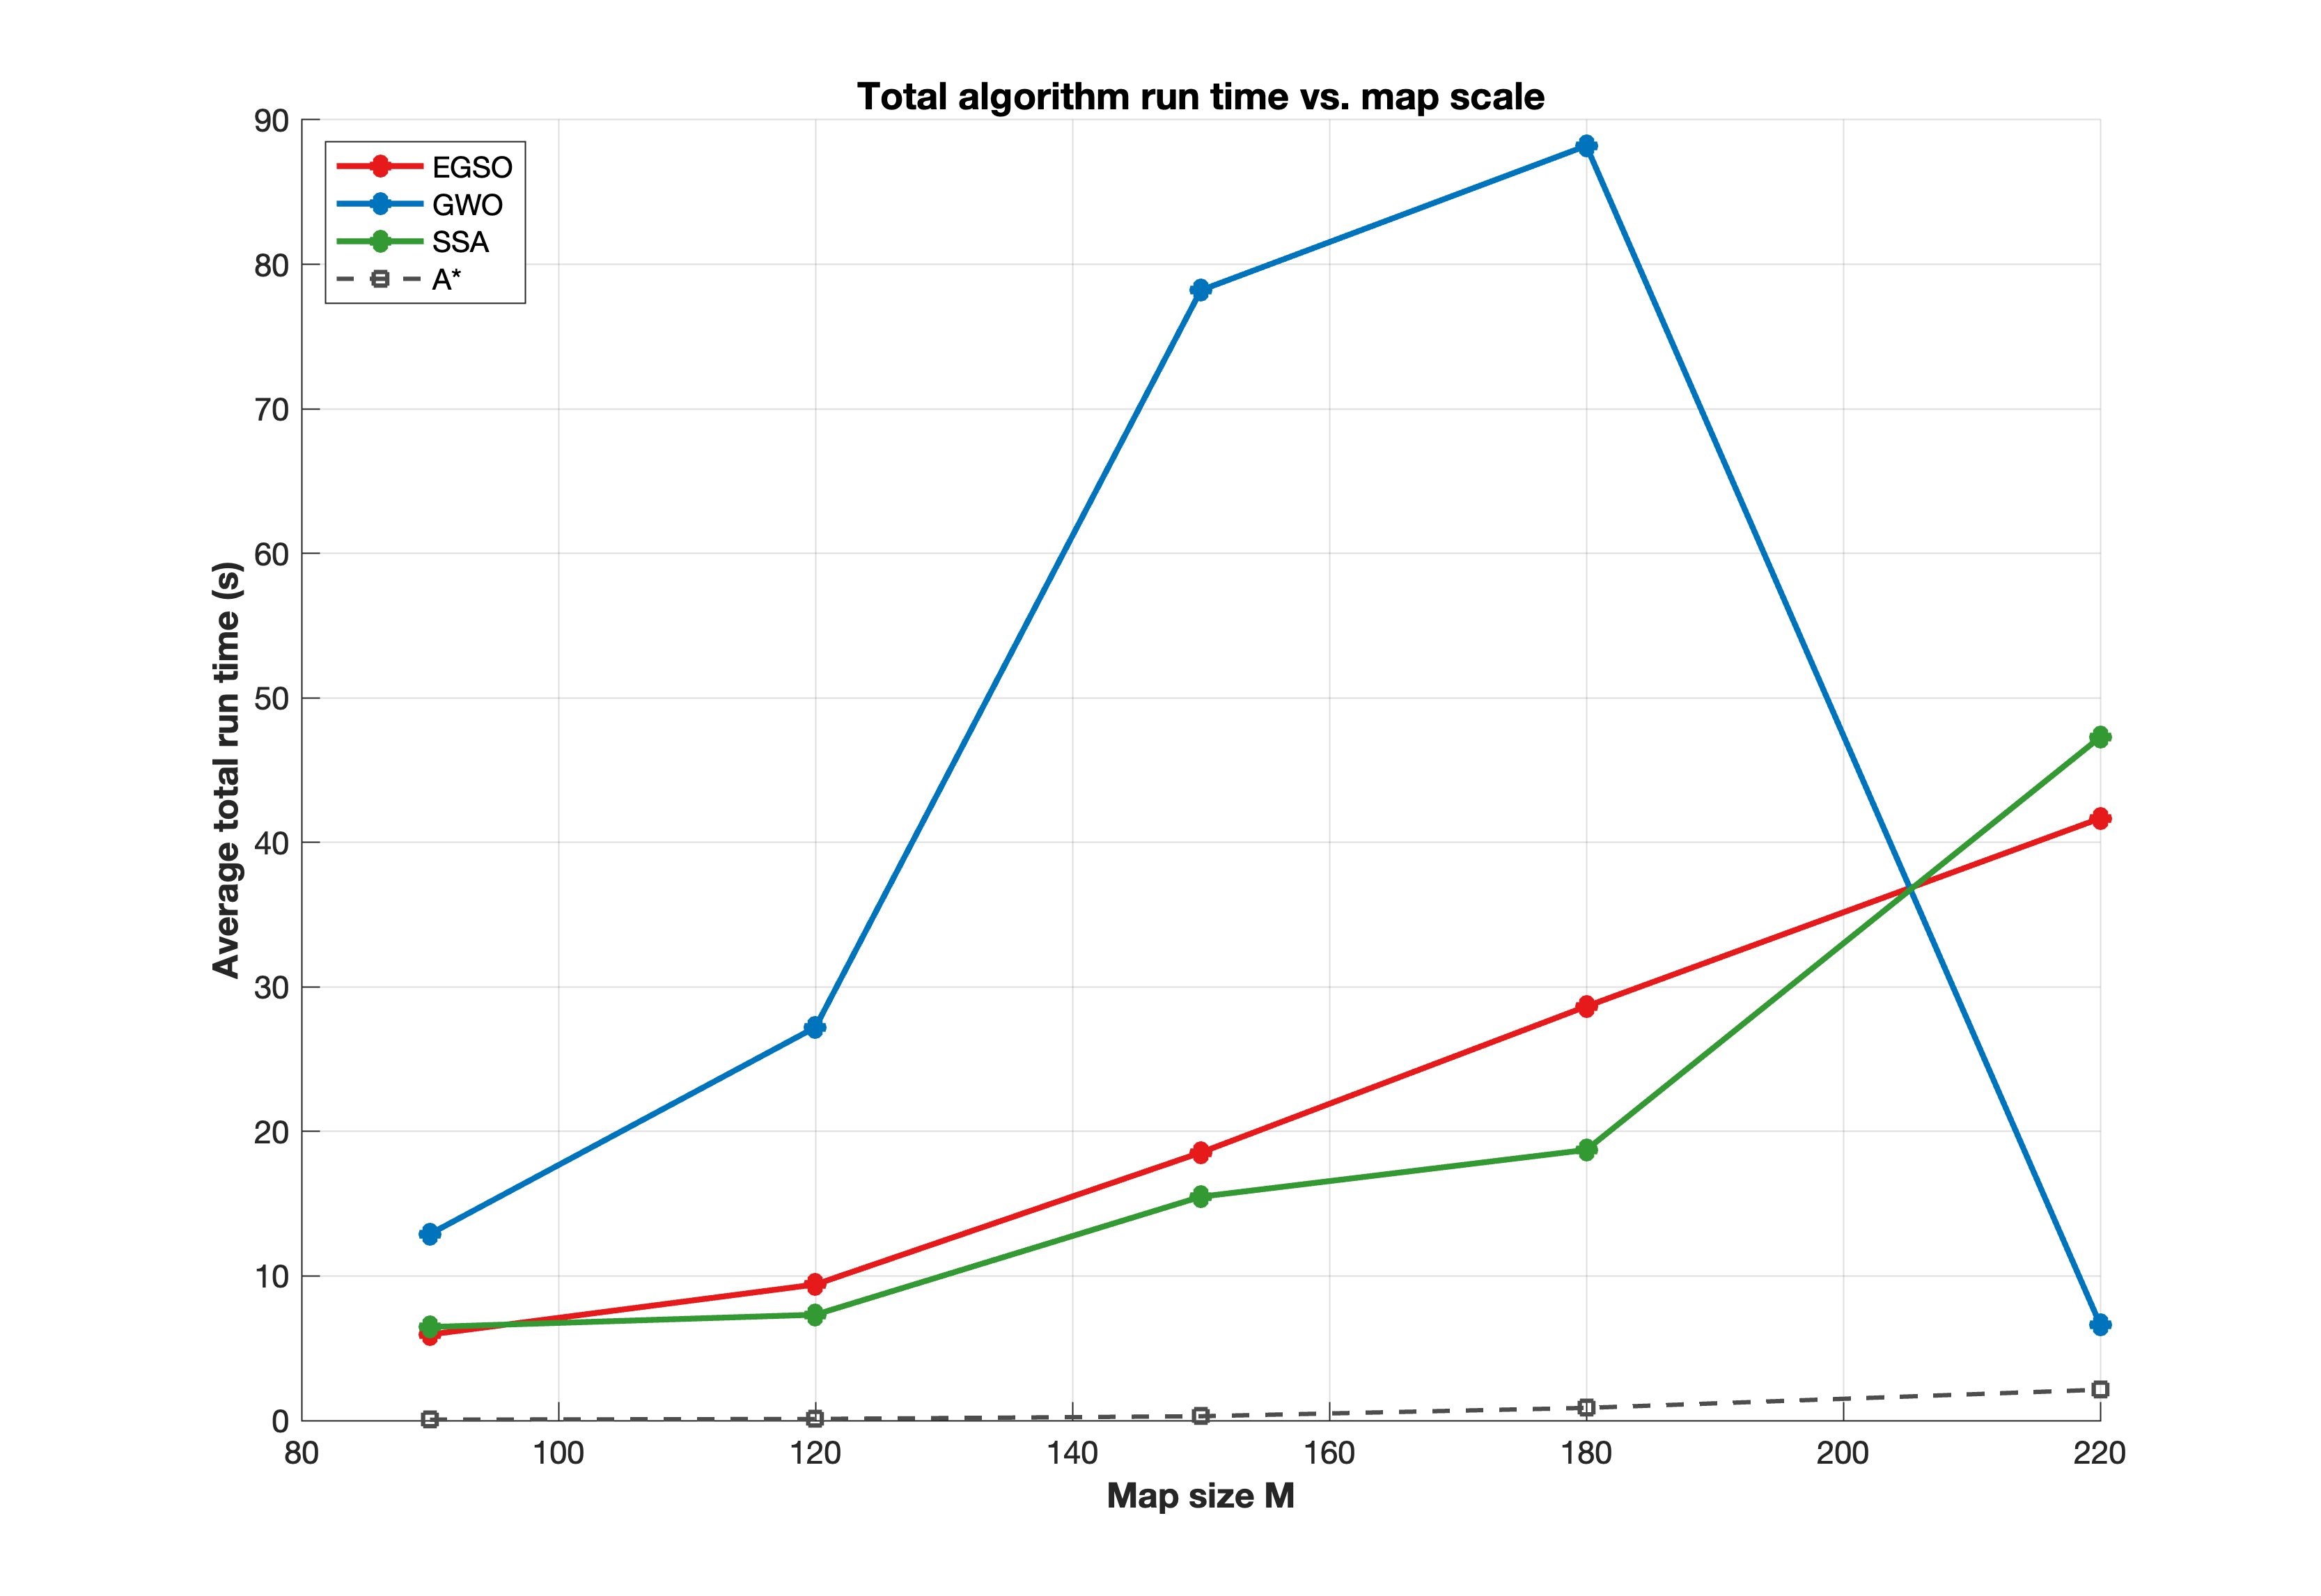 Total algorithm run time vs. map scale
EGSO
GWO
SSA
A*
90
80
70
60
50
40
30
20
10
0
Average total run time (s)
80 100 120 140 160 180 200 220
Map size M